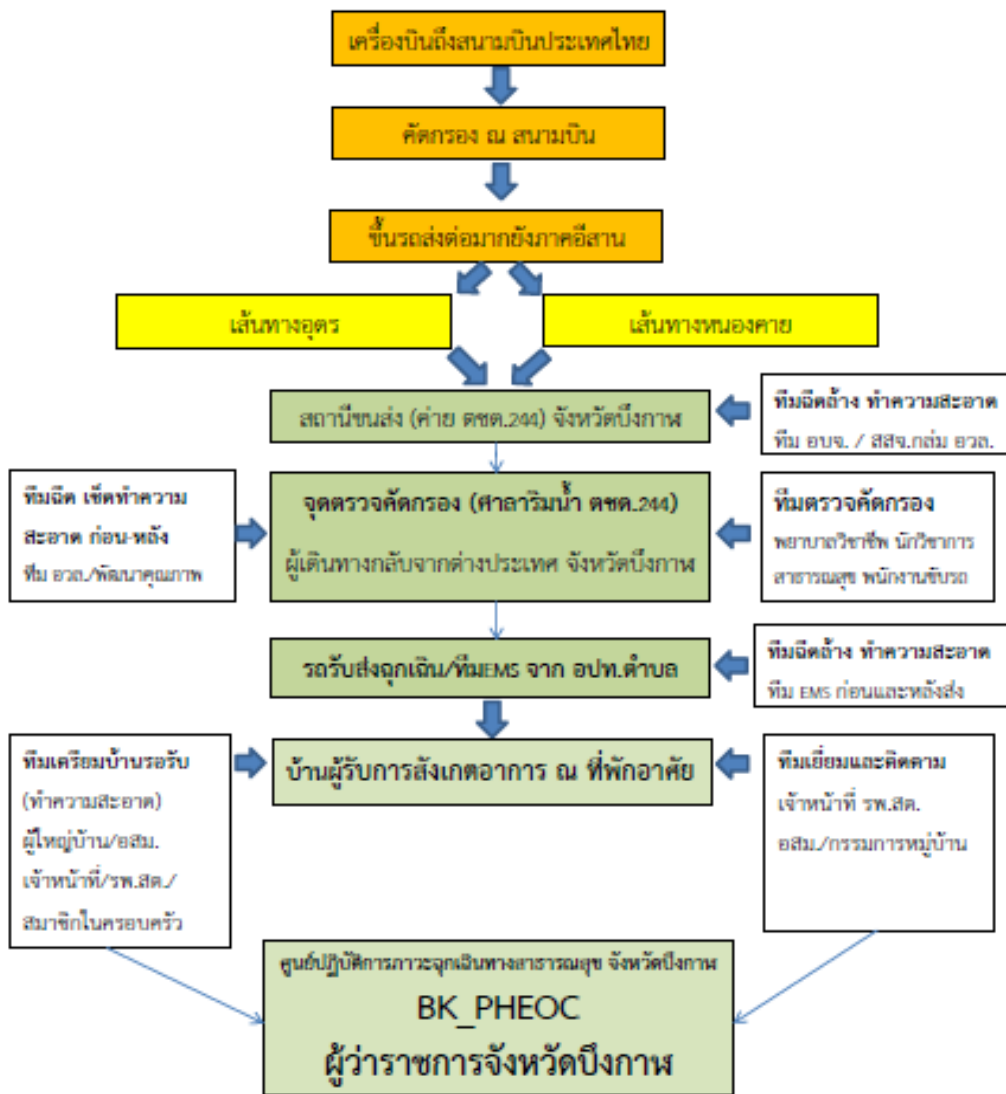 เครื่องบินถึงสนามบินประเทศไทย
คัดกรอง ณ สนามบิน
ขึ้นรถส่งต่อมากยังภาคอีสาน
เส้นทางอุดร
เส้นทางหนองคาย
สถานีขนส่ง (ค่าย ตชด.244) จังหวัดบึงกาฬ
ทีมฉีดล้าง ทำความสะอาด
ทีม อบจ. / สสจ.กลุ่ม อวล.
ทีมฉีด เช็ดทำความ
สะอาด ก่อน-หลัง
ทีม อวล./พัฒนาคุณภาพ
จุดตรวจคัดกรอง (ศาลาริมน้ำ ตชด.244)
ผู้เดินทางกลับจากต่างประเทศ จังหวัดบึงกาฬ
ทีมตรวจคัดกรอง
พยาบาลวิชาชีพ นักวิชาการ
สาธารณสุข พนักงานขับรถ
รถรับส่งฉุกเฉิน/ทีมEMS จาก อปท.ตำบล
ทีมฉีดล้าง ทำความสะอาด
ทีม EMS ก่อนและหลังส่ง
ทีมเตรียมบ้านรอรับ
(ทำความสะอาด)
ผู้ใหญ่บ้าน/อสม.
เจ้าหน้าที่/รพ.สต./
สมาชิกในครอบครัว
บ้านผู้รับการสังเกตอาการ ณ ที่พักอาศัย
ทีมเยี่ยมและติดตาม
เจ้าหน้าที่ รพ.สต.
อสม./กรรมการหมู่บ้าน
ศูนย์ปฏิบัติการภาวะฉุกเฉินทางสาธารณสุข จังหวัดบึงกาฬ
BK_PHEOC
ผู้ว่าราชการจังหวัดบึงกาฬ